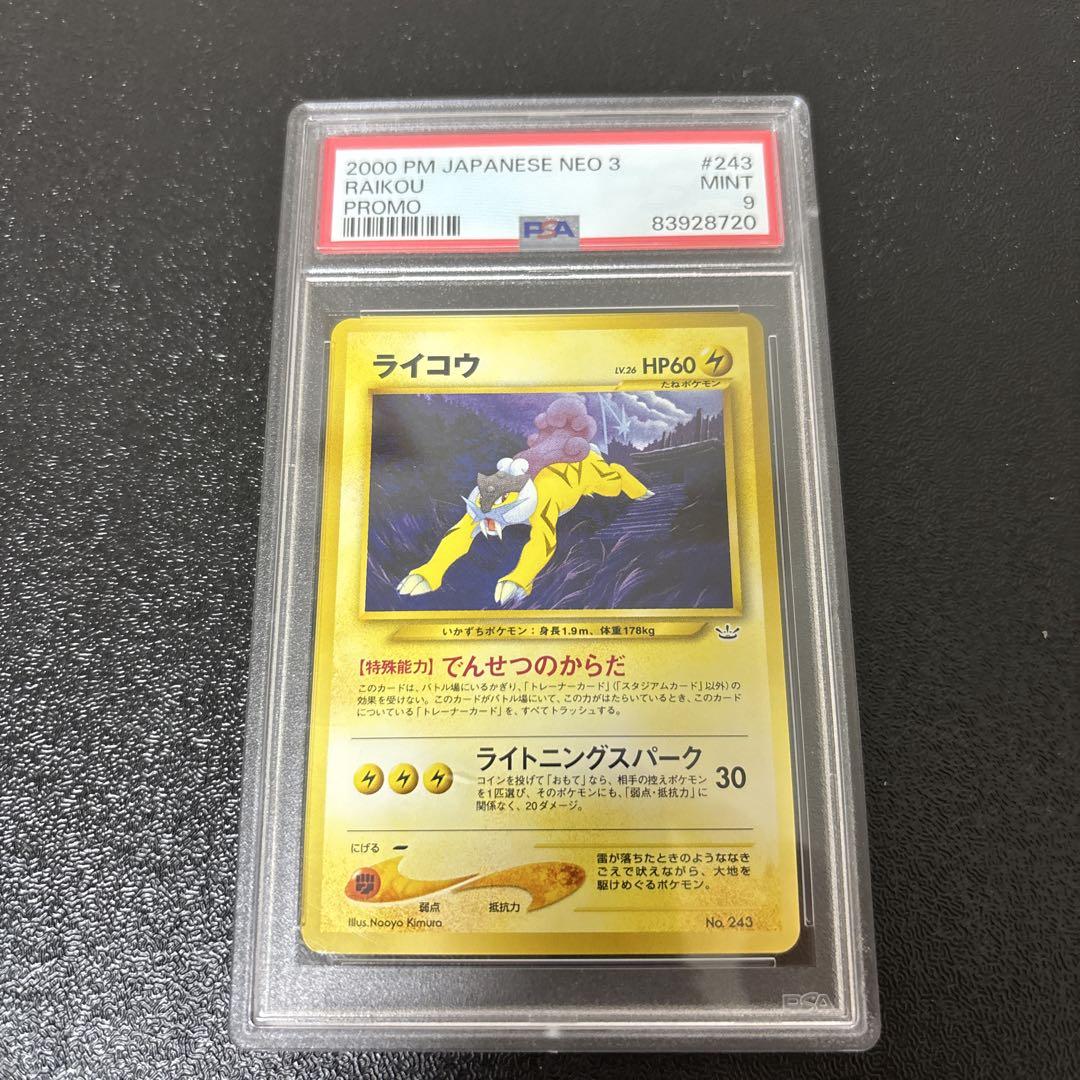 2000 PM JAPANESE NEO 3 #243
RAIKOU MINT
PROMO 9
PSA 83928720
ライコウ LV.26 HP60
たねポケモン
いかずちポケモン：身長1.9m、体重178kg
【特殊能力】でんせつのからだ
このカードは、バトル場にいるかぎり、「トレーナーカード」(「スタジアムカード」以外)の
効果を受けない。このカードがバトル場にいて、この力がはたらいているとき、このカード
についている「トレーナーカード」を、すべてトラッシュする。
ライトニングスパーク 30
コインを投げて「おもて」なら、相手の控えポケモン
を1匹選び、そのポケモンにも、「弱点・抵抗力」に
関係なく、20ダメージ。
にげる
雷が落ちたときのようななき
ごえで吠えながら、大地を
駆けめぐるポケモン。
弱点 抵抗力
Illus. Naoyo Kimura No. 243
PSA